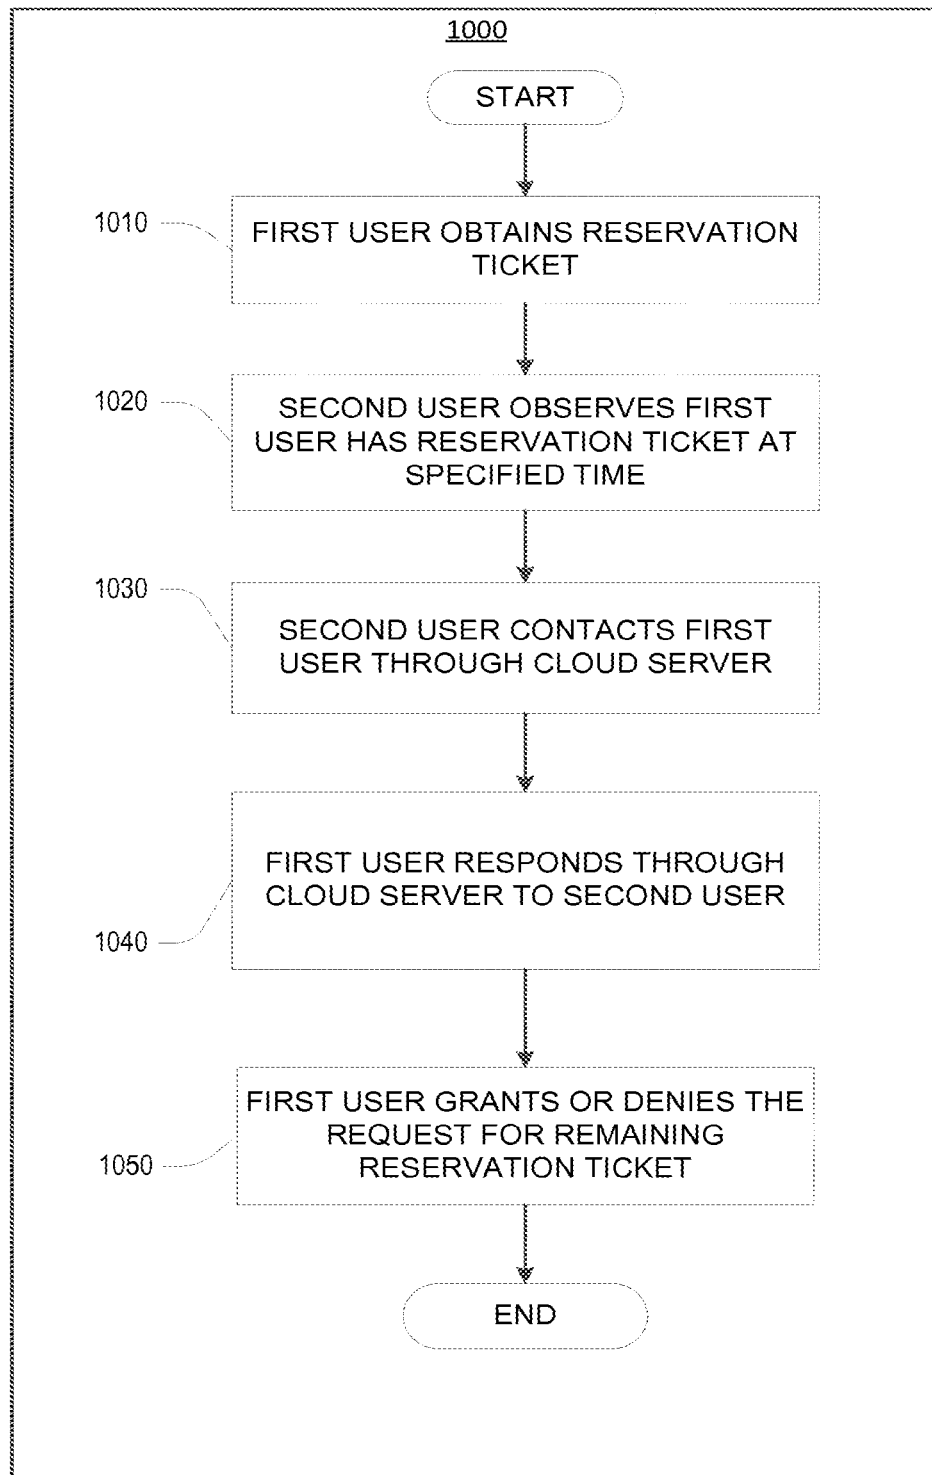 1000
START
1010
FIRST USER OBTAINS RESERVATION
TICKET
1020
SECOND USER OBSERVES FIRST
USER HAS RESERVATION TICKET AT
SPECIFIED TIME
1030
SECOND USER CONTACTS FIRST
USER THROUGH CLOUD SERVER
FIRST USER RESPONDS THROUGH
CLOUD SERVER TO SECOND USER
1040
FIRST USER GRANTS OR DENIES THE
REQUEST FOR REMAINING
RESERVATION TICKET
1050
END